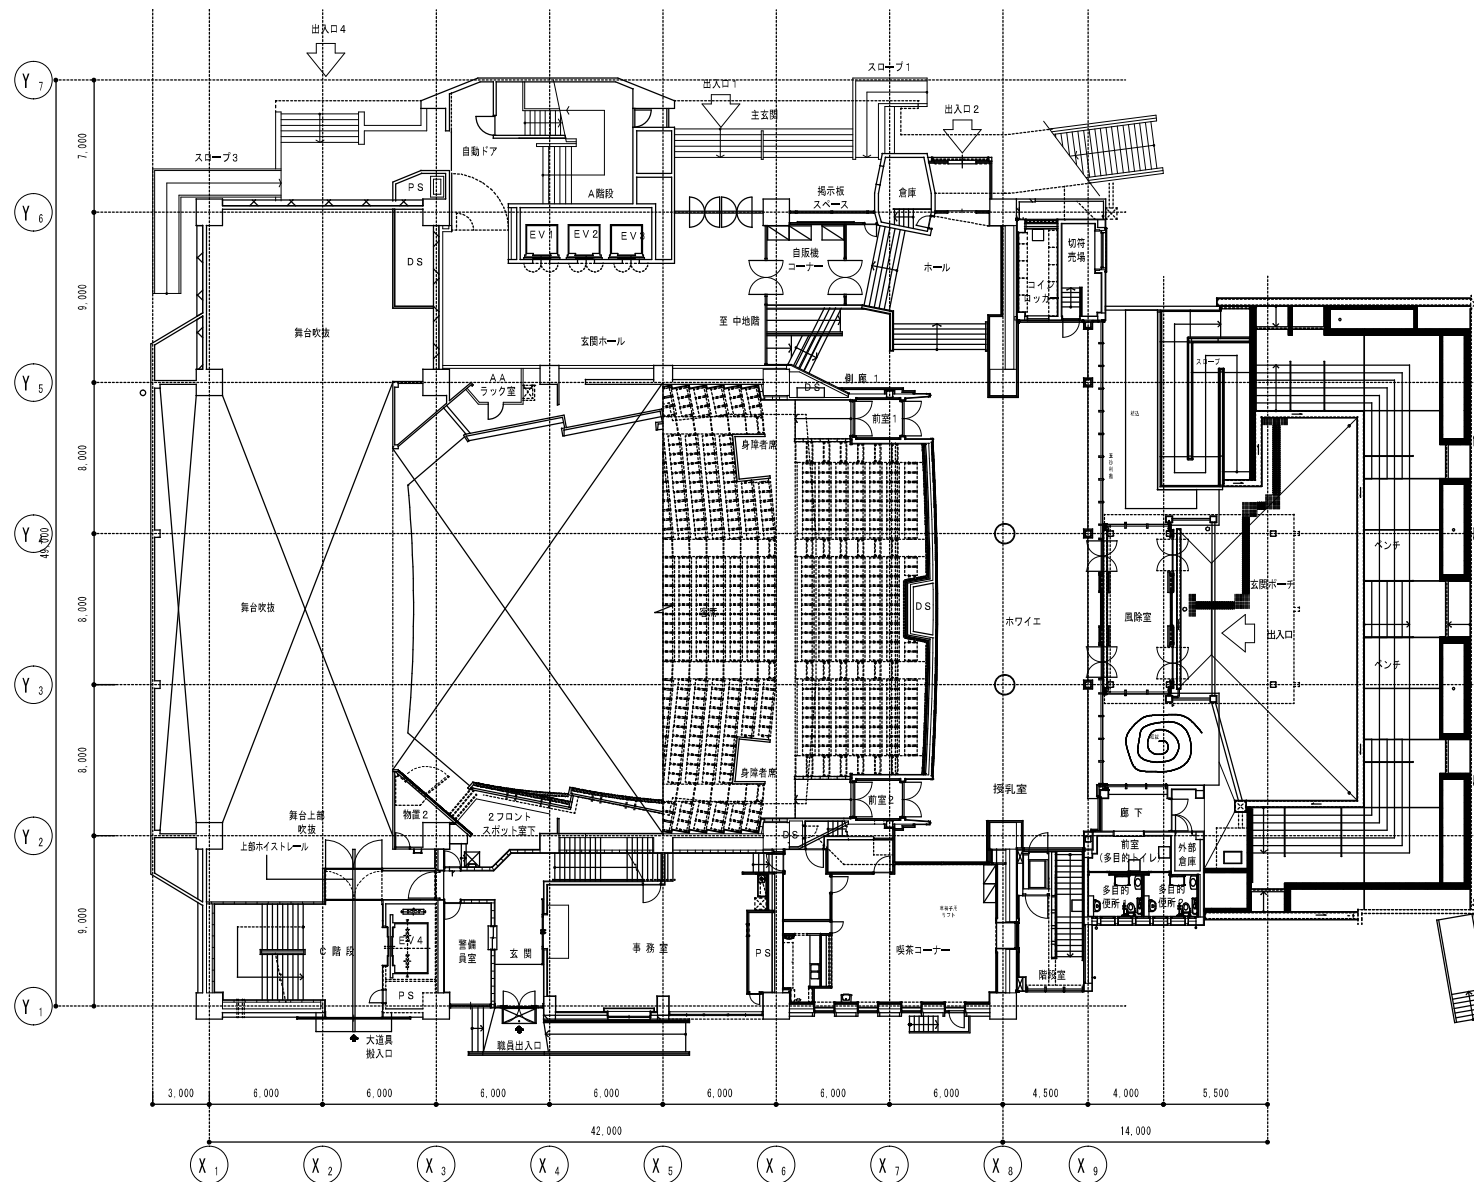 出入口4
スロープ1
出入口1
主玄関
出入口2
Y7
7,000
自動ドア
スロープ3
PS
A階段
掲示板
スペース
倉庫
Y6
EV1
EV2
EV3
DS
自販機
コーナー
ホール
切符
売場
コイン
ロッカー
9,000
舞台吹抜
玄関ホール
至 中地階
スロープ
Y5
AA
ラック室
DS
側廊 1
前室1
身障者席
8,000
Y
49,000
ベンチ
玄関ポーチ
8,000
舞台吹抜
客席
DS
ホワイエ
風除室
出入口
ベンチ
Y3
8,000
身障者席
物置2
2フロント
スポット室下
前室2
授乳室
廊下
舞台上部
吹抜
DS
Y2
上部ホイストレール
前室
(多目的トイレ)
外部
倉庫
多目的
便所1
多目的
便所2
9,000
C階段
EV4
警備
員室
玄関
事務室
PS
喫茶コーナー
階段室
PS
Y1
大道具
搬入口
職員出入口
3,000
6,000
6,000
6,000
6,000
6,000
6,000
6,000
4,500
4,000
5,500
42,000
14,000
X1
X2
X3
X4
X5
X6
X7
X8
X9